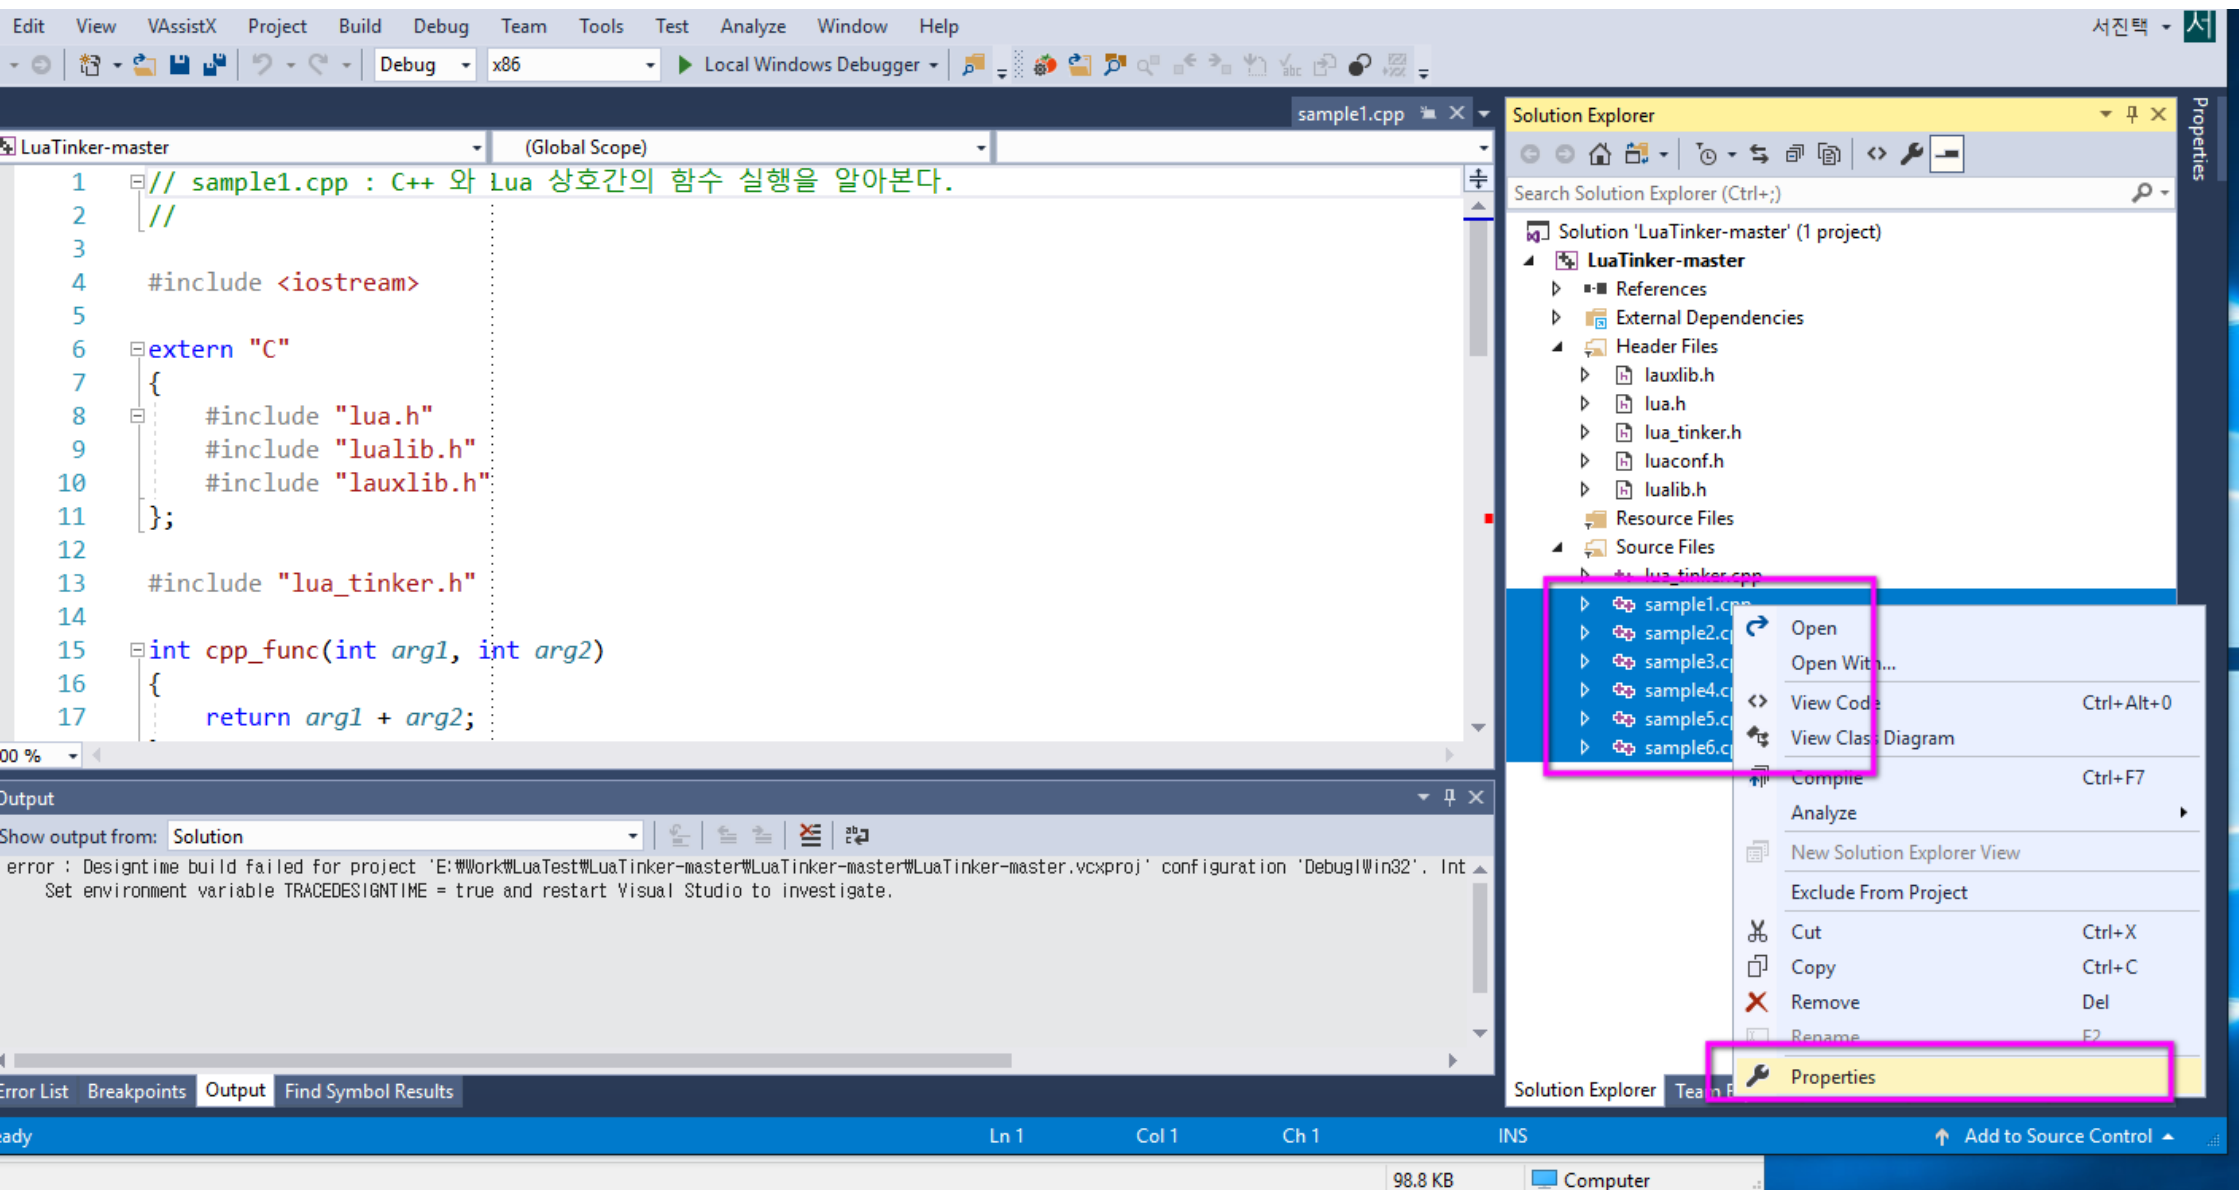 Edit View VAssistX Project Build Debug Team Tools Test Analyze Window Help 서진택 서
Debug x86 Local Windows Debugger
sample1.cpp
LuaTinker-master (Global Scope)
1 // sample1.cpp : C++ 와 Lua 상호간의 함수 실행을 알아본다.
2 //
3
4 #include <iostream>
5
6 extern "C"
7 {
8 #include "lua.h"
9 #include "lualib.h"
10 #include "lauxlib.h"
11 };
12
13 #include "lua_tinker.h"
14
15 int cpp_func(int arg1, int arg2)
16 {
17 return arg1 + arg2;
00 %
Output
Show output from: Solution
error : Designtime build failed for project 'E:₩Work₩LuaTest₩LuaTinker-master₩LuaTinker-master₩LuaTinker-master.vcxproj' configuration 'Debug|Win32'. Int
Set environment variable TRACEDESIGNTIME = true and restart Visual Studio to investigate.
Error List Breakpoints Output Find Symbol Results
Solution Explorer
Properties
Search Solution Explorer (Ctrl+;)
Solution 'LuaTinker-master' (1 project)
LuaTinker-master
References
External Dependencies
Header Files
lauxlib.h
lua.h
lua_tinker.h
luaconf.h
lualib.h
Resource Files
Source Files
lua_tinker.cpp
sample1.cpp
sample2.c
sample3.c
sample4.c
sample5.c
sample6.c
Open
Open With...
View Code Ctrl+Alt+0
View Class Diagram
Compile Ctrl+F7
Analyze
New Solution Explorer View
Exclude From Project
Cut Ctrl+X
Copy Ctrl+C
Remove Del
Rename F2
Properties
Solution Explorer Team
eady Ln 1 Col 1 Ch 1 INS Add to Source Control
98.8 KB Computer